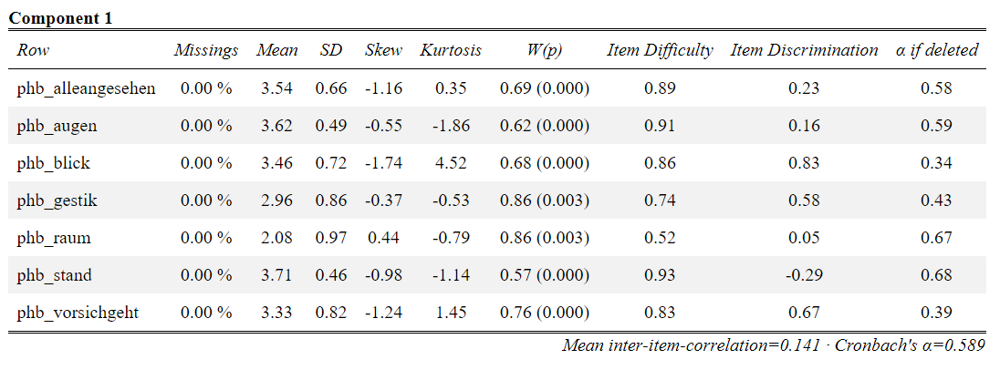 Component 1
Row Missings Mean SD Skew Kurtosis W(p) Item Difficulty Item Discrimination α if deleted
phb_alleangesehen 0.00 % 3.54 0.66 -1.16 0.35 0.69 (0.000) 0.89 0.23 0.58
phb_augen 0.00 % 3.62 0.49 -0.55 -1.86 0.62 (0.000) 0.91 0.16 0.59
phb_blick 0.00 % 3.46 0.72 -1.74 4.52 0.68 (0.000) 0.86 0.83 0.34
phb_gestik 0.00 % 2.96 0.86 -0.37 -0.53 0.86 (0.003) 0.74 0.58 0.43
phb_raum 0.00 % 2.08 0.97 0.44 -0.79 0.86 (0.003) 0.52 0.05 0.67
phb_stand 0.00 % 3.71 0.46 -0.98 -1.14 0.57 (0.000) 0.93 -0.29 0.68
phb_vorsichgeht 0.00 % 3.33 0.82 -1.24 1.45 0.76 (0.000) 0.83 0.67 0.39
Mean inter-item-correlation=0.141 · Cronbach's α=0.589